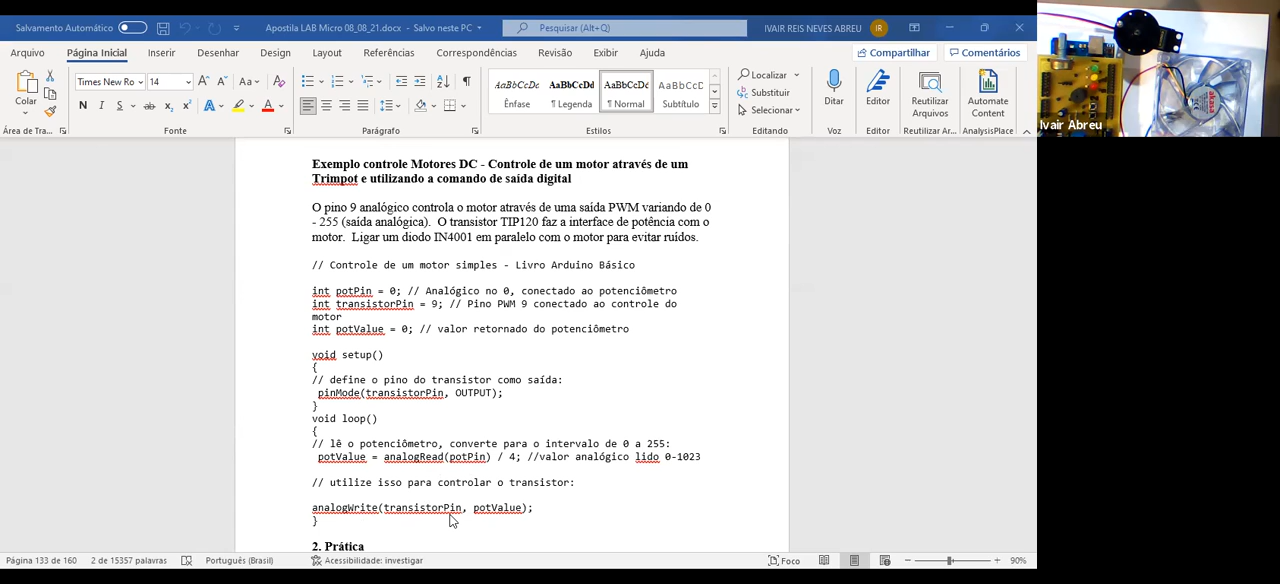 Salvamento Automático
Apostila LAB Micro 08_08_21.docx - Salvo neste PC
Pesquisar (Alt+Q)
IVAIR REIS NEVES ABREU
IR
Arquivo Página Inicial Inserir Desenhar Design Layout Referências Correspondências Revisão Exibir Ajuda
Compartilhar Comentários
Colar
Times New Ro 14
N I S ab x₂ x² A A
Aa
AaBbCcDc AaBbCcDc AaBbCcDc AaBbCcD
Ênfase ¶ Legenda ¶ Normal Subtítulo
Localizar
Substituir
Selecionar
Ditar
Editor
Reutilizar Arquivos
Automate Content
Área de Tra... Fonte Parágrafo Estilos Editando Voz Editor Reutilizar Ar... AnalysisPlace
Ivair Abreu
akasa
Exemplo controle Motores DC - Controle de um motor através de um
Trimpot e utilizando a comando de saída digital
O pino 9 analógico controla o motor através de uma saída PWM variando de 0
- 255 (saída analógica). O transistor TIP120 faz a interface de potência com o
motor. Ligar um diodo IN4001 em paralelo com o motor para evitar ruídos.
// Controle de um motor simples - Livro Arduino Básico
int potPin = 0; // Analógico no 0, conectado ao potenciômetro
int transistorPin = 9; // Pino PWM 9 conectado ao controle do
motor
int potValue = 0; // valor retornado do potenciômetro
void setup()
{
// define o pino do transistor como saída:
pinMode(transistorPin, OUTPUT);
}
void loop()
{
// lê o potenciômetro, converte para o intervalo de 0 a 255:
potValue = analogRead(potPin) / 4; //valor analógico lido 0-1023
// utilize isso para controlar o transistor:
analogWrite(transistorPin, potValue);
}
2. Prática
Página 133 de 160 2 de 15357 palavras Português (Brasil) Acessibilidade: investigar
Foco
90%